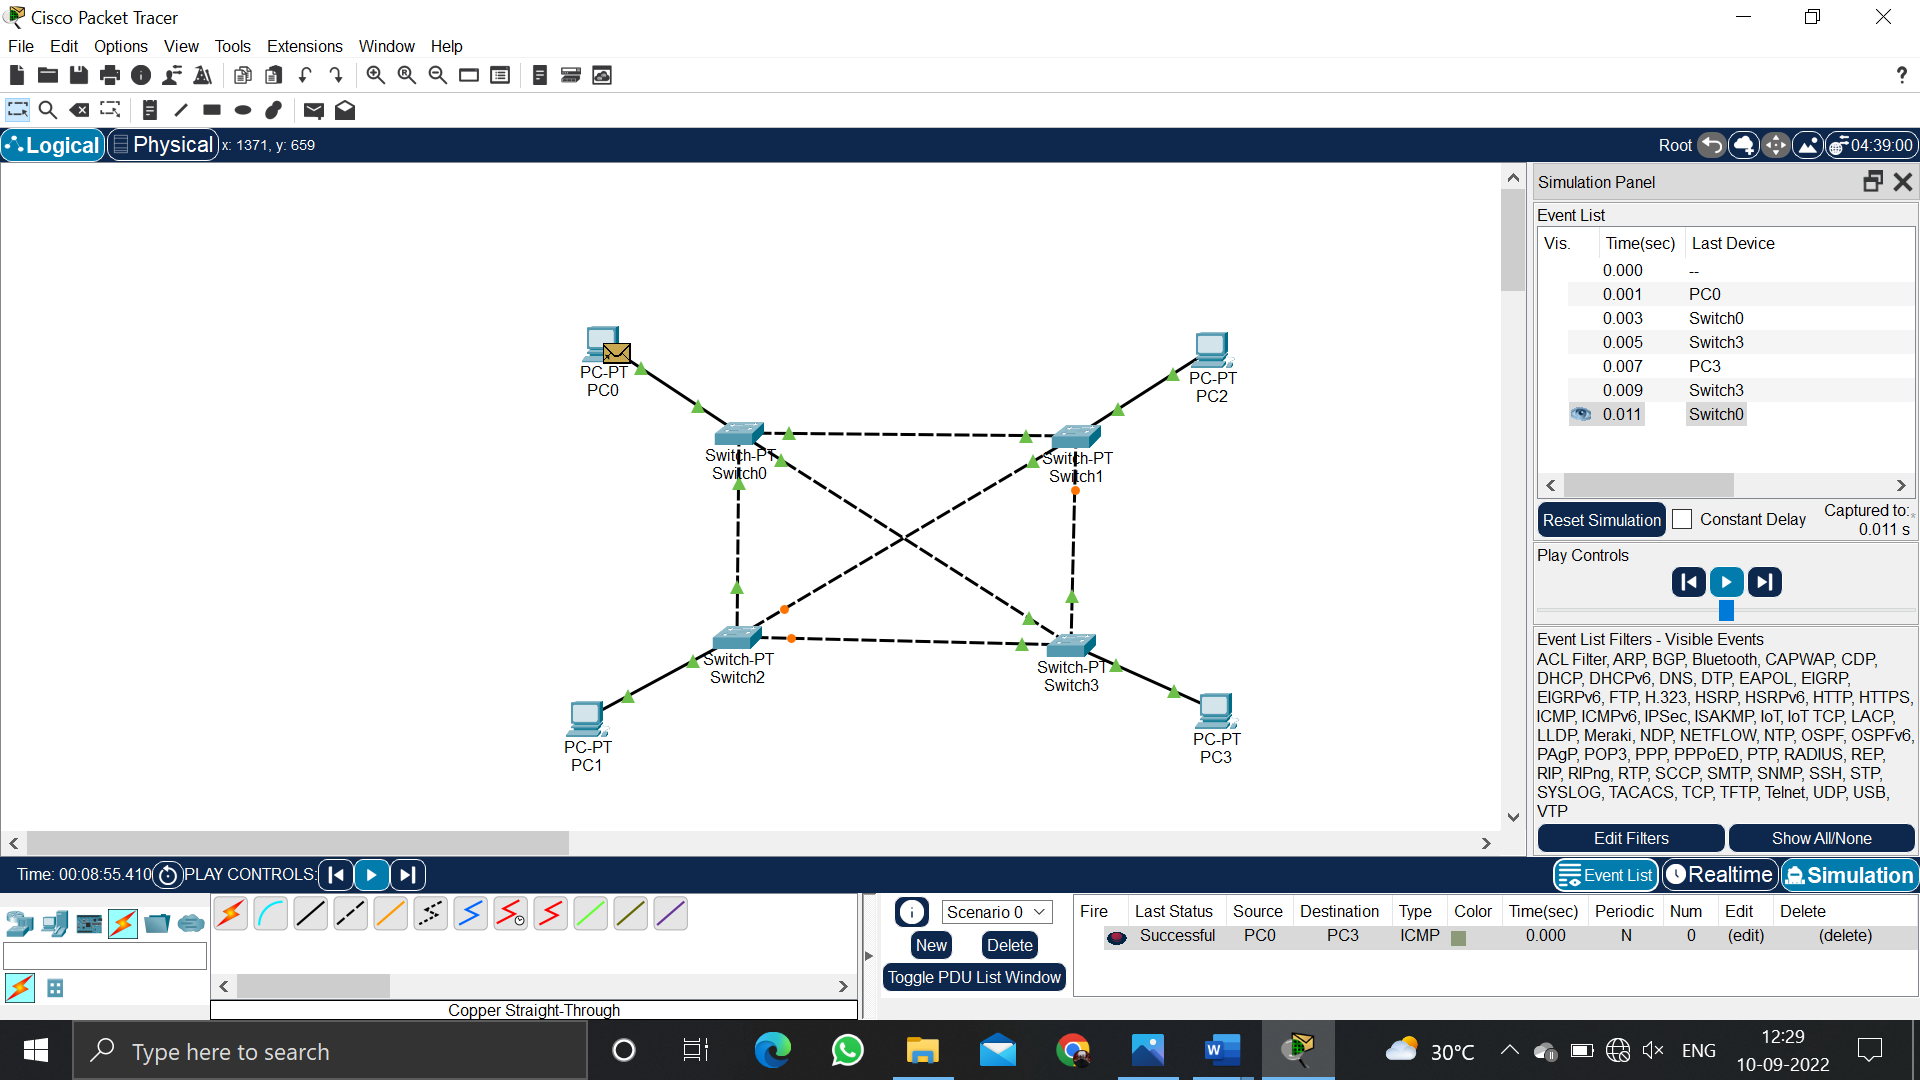 Cisco Packet Tracer
File Edit Options View Tools Extensions Window Help
?
Logical Physical x: 1371, y: 659 Root 04:39:00
Simulation Panel
Event List
Vis. Time(sec) Last Device
0.000 --
0.001 PC0
0.003 Switch0
0.005 Switch3
0.007 PC3
0.009 Switch3
0.011 Switch0
Reset Simulation Constant Delay Captured to:
0.011 s
Play Controls
Event List Filters - Visible Events
ACL Filter, ARP, BGP, Bluetooth, CAPWAP, CDP,
DHCP, DHCPv6, DNS, DTP, EAPOL, EIGRP,
EIGRPv6, FTP, H.323, HSRP, HSRPv6, HTTP, HTTPS,
ICMP, ICMPv6, IPSec, ISAKMP, IoT, IoT TCP, LACP,
LLDP, Meraki, NDP, NETFLOW, NTP, OSPF, OSPFv6,
PAgP, POP3, PPP, PPPoED, PTP, RADIUS, REP,
RIP, RIPng, RTP, SCCP, SMTP, SNMP, SSH, STP,
SYSLOG, TACACS, TCP, TFTP, Telnet, UDP, USB,
VTP
Edit Filters Show All/None
PC-PT
PC0
PC-PT
PC2
Switch-PT
Switch0
Switch-PT
Switch1
Switch-PT
Switch2
Switch-PT
Switch3
PC-PT
PC1
PC-PT
PC3
Time: 00:08:55.410 PLAY CONTROLS: Event List Realtime Simulation
Scenario 0
New Delete
Toggle PDU List Window
Fire Last Status Source Destination Type Color Time(sec) Periodic Num Edit Delete
Successful PC0 PC3 ICMP 0.000 N 0 (edit) (delete)
Copper Straight-Through
Type here to search
30°C ENG
12:29
10-09-2022